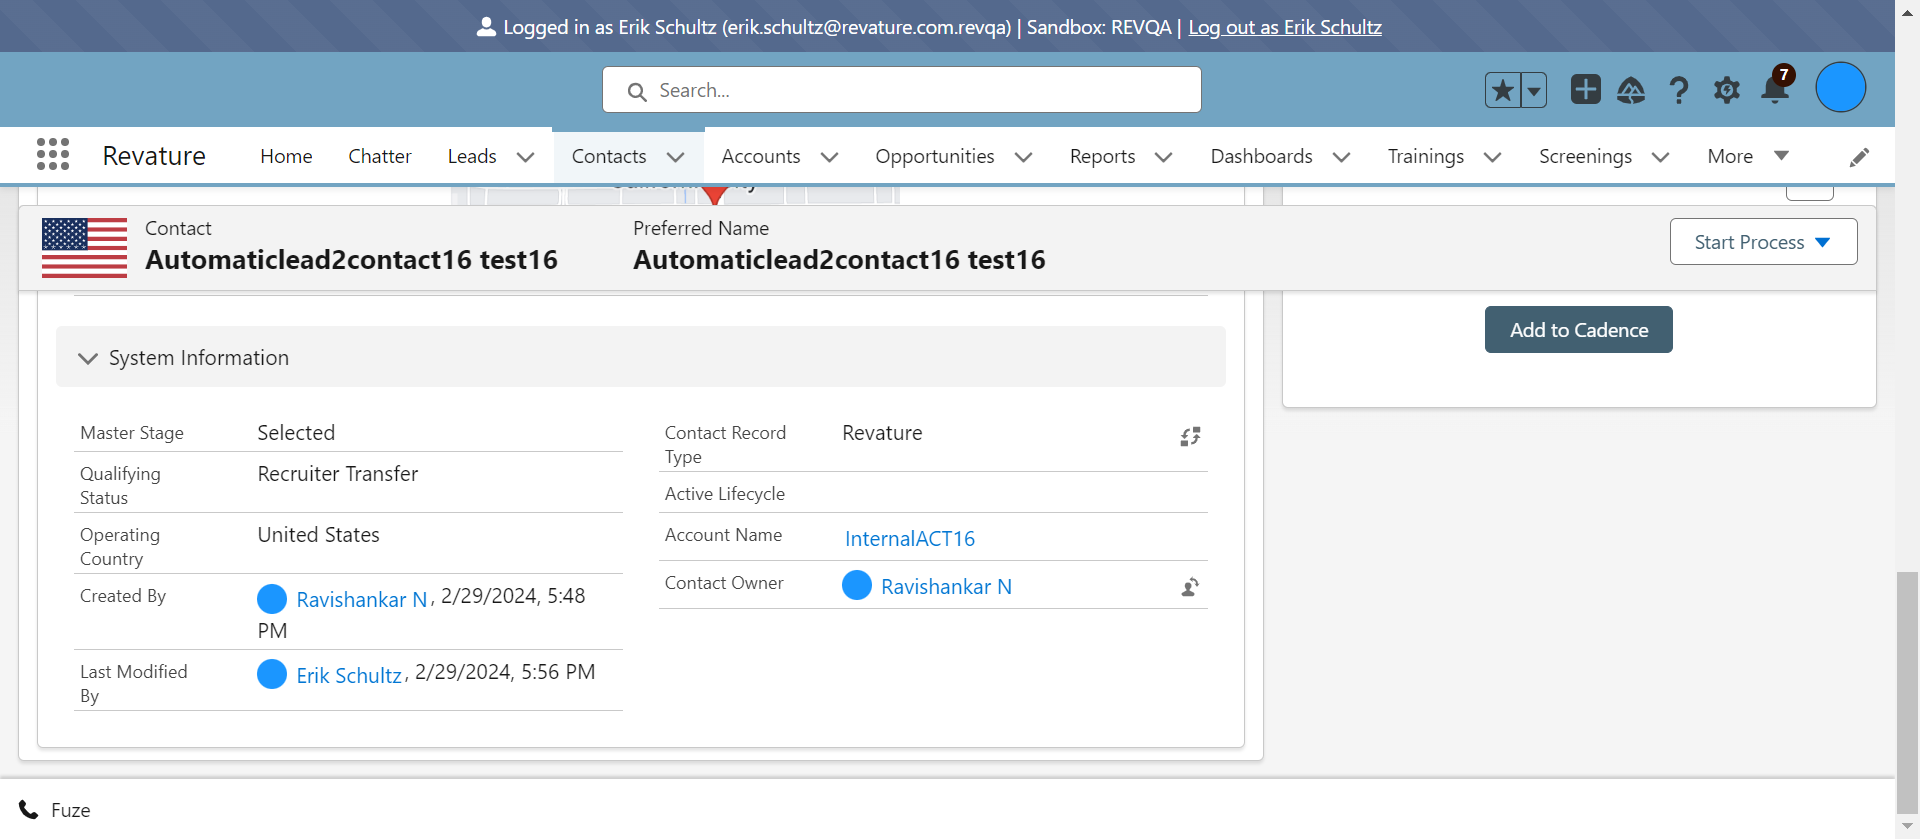 Logged in as Erik Schultz (erik.schultz@revature.com.revqa) | Sandbox: REVQA | Log out as Erik Schultz
Search...
7
Revature
Home
Chatter
Leads
Contacts
Accounts
Opportunities
Reports
Dashboards
Trainings
Screenings
More
Contact
Automaticlead2contact16 test16
Preferred Name
Automaticlead2contact16 test16
Start Process
Add to Cadence
System Information
Master Stage
Selected
Qualifying
Status
Recruiter Transfer
Operating
Country
United States
Created By
Ravishankar N, 2/29/2024, 5:48
PM
Last Modified
By
Erik Schultz, 2/29/2024, 5:56 PM
Contact Record
Type
Revature
Active Lifecycle
Account Name
InternalACT16
Contact Owner
Ravishankar N
Fuze